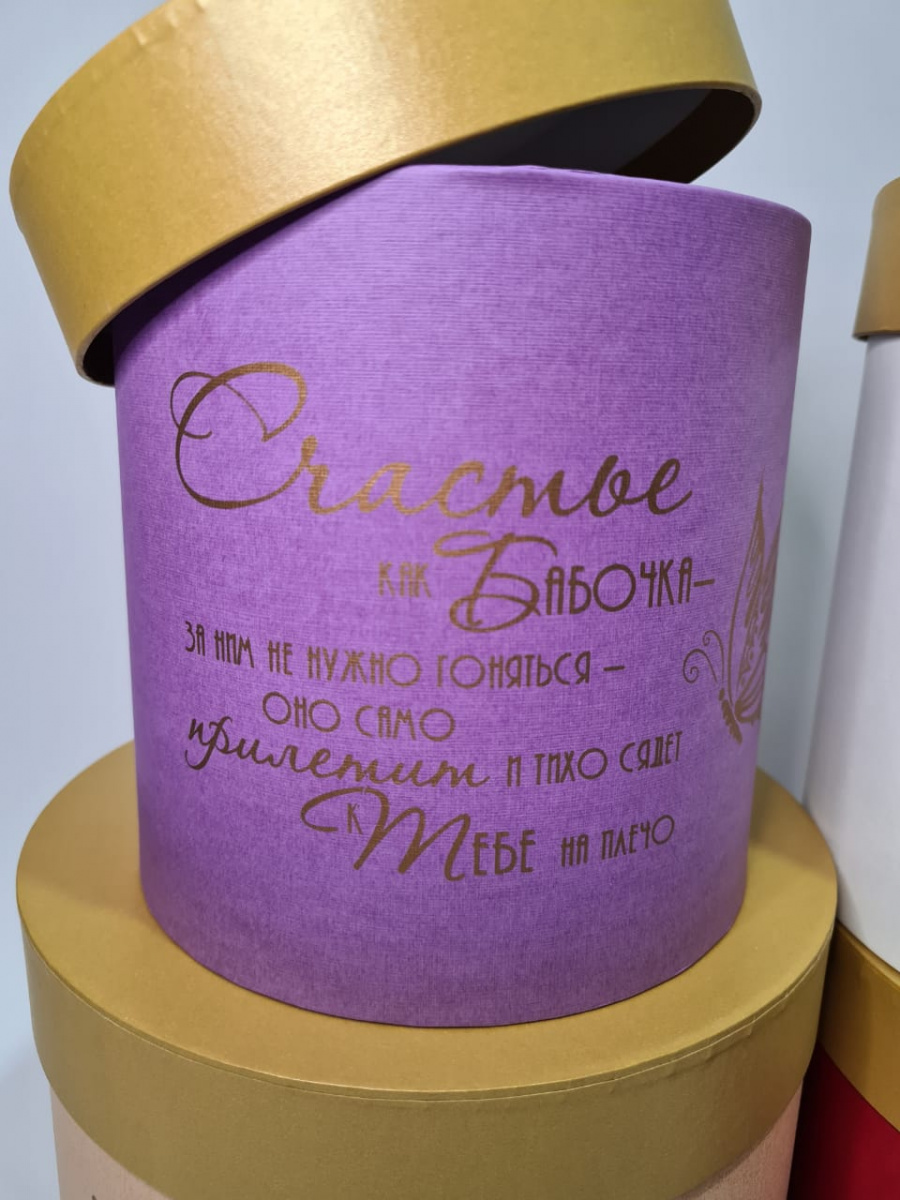 Счастье
как Бабочка–
за ним не нужно гоняться –
оно само
прилетит и тихо сядет
к Тебе на плечо